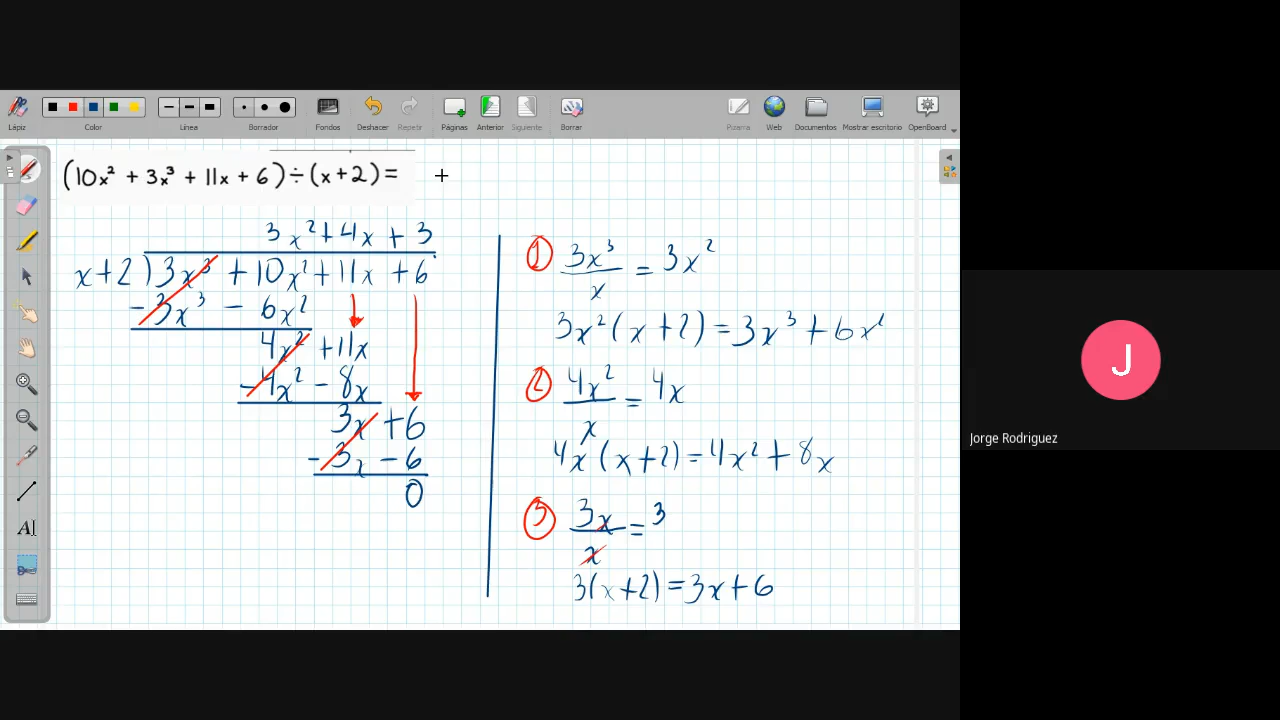 Lápiz Color Línea Borrador Fondos Deshacer Repetir Páginas Anterior Siguiente Borrar Pizarra Web Documentos Mostrar escritorio OpenBoard
(10x² + 3x³ + 11x + 6) ÷ (x + 2) =
3x² + 4x + 3
x + 2 ) 3x³ + 10x² + 11x + 6
- 3x³ - 6x²
4x² + 11x
- 4x² - 8x
3x + 6
- 3x - 6
0
① 3x³/x = 3x²
3x² (x + 2) = 3x³ + 6x²
② 4x²/x = 4x
4x (x + 2) = 4x² + 8x
③ 3x/x = 3
3(x + 2) = 3x + 6
A
J
Jorge Rodriguez